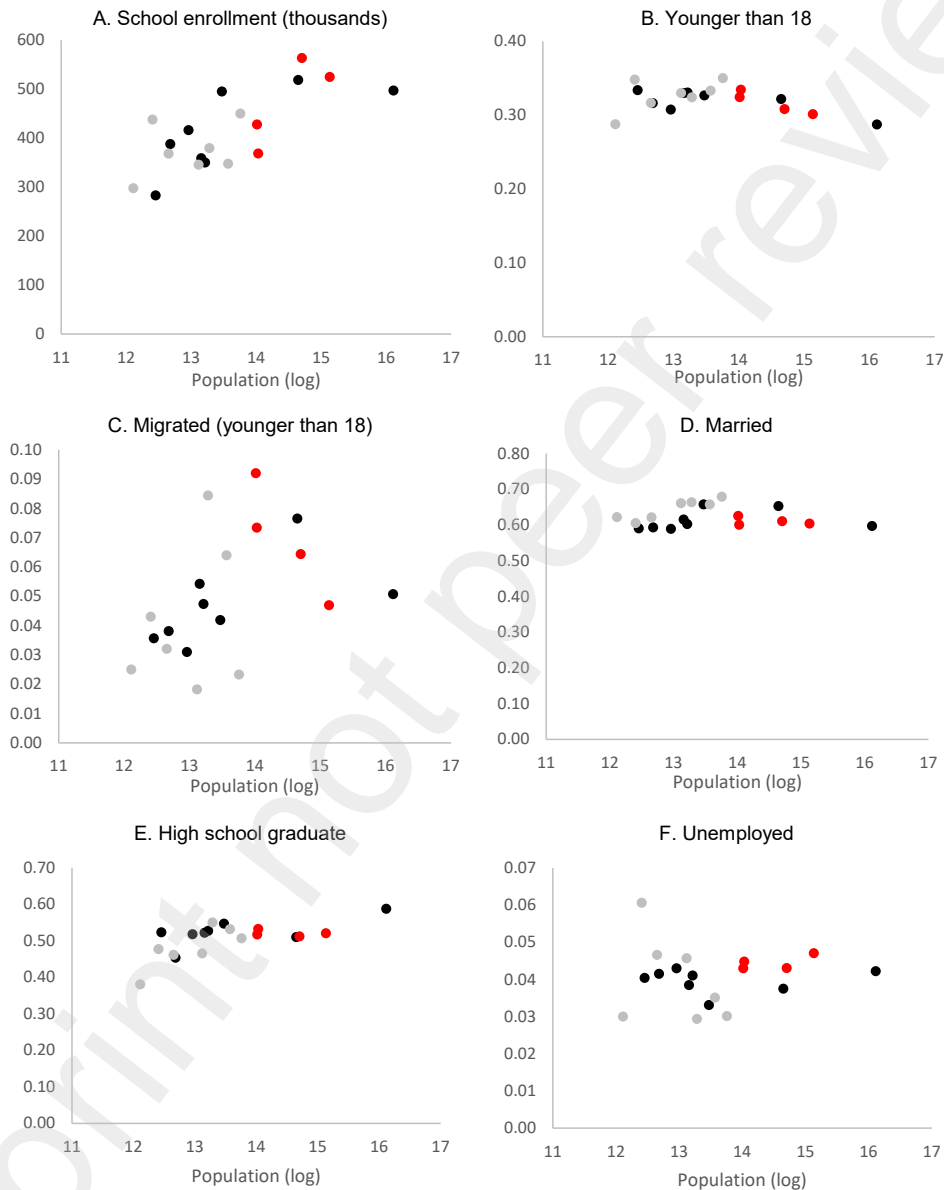 A. School enrollment (thousands)
600
500
400
300
200
100
0
11 12 13 14 15 16 17
Population (log)
B. Younger than 18
0.40
0.30
0.20
0.10
0.00
11 12 13 14 15 16 17
Population (log)
C. Migrated (younger than 18)
0.10
0.09
0.08
0.07
0.06
0.05
0.04
0.03
0.02
0.01
0.00
11 12 13 14 15 16 17
Population (log)
D. Married
0.80
0.70
0.60
0.50
0.40
0.30
0.20
0.10
0.00
11 12 13 14 15 16 17
Population (log)
E. High school graduate
0.70
0.60
0.50
0.40
0.30
0.20
0.10
0.00
11 12 13 14 15 16 17
Population (log)
F. Unemployed
0.07
0.06
0.05
0.04
0.03
0.02
0.01
0.00
11 12 13 14 15 16 17
Population (log)
print not peer review